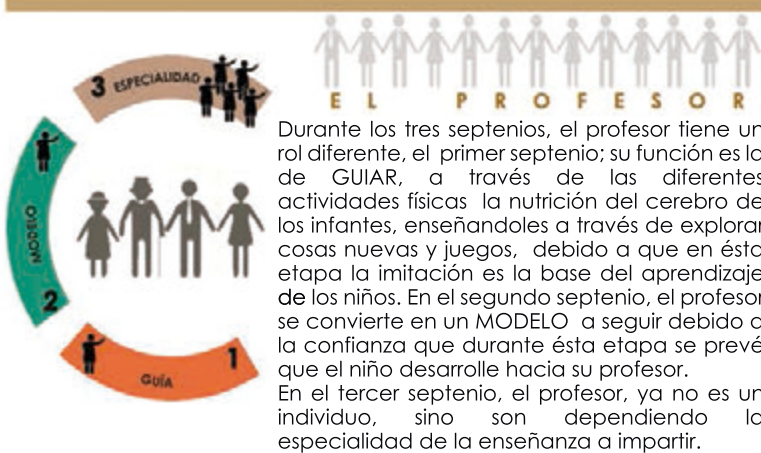 EL PROFESOR
3 ESPECIALIDAD
MODELO
2
1
GUÍA
Durante los tres septenios, el profesor tiene un
rol diferente, el primer septenio; su función es la
de GUIAR, a través de las diferentes
actividades físicas la nutrición del cerebro de
los infantes, enseñandoles a través de explorar
cosas nuevas y juegos, debido a que en ésta
etapa la imitación es la base del aprendizaje
de los niños. En el segundo septenio, el profesor
se convierte en un MODELO a seguir debido a
la confianza que durante ésta etapa se prevé
que el niño desarrolle hacia su profesor.
En el tercer septenio, el profesor, ya no es un
individuo, sino son dependiendo la
especialidad de la enseñanza a impartir.